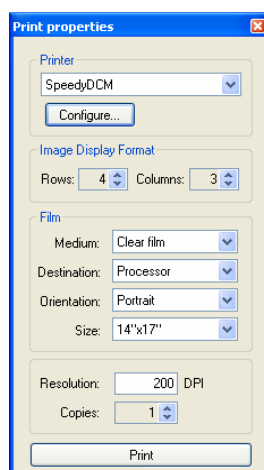 Print properties
Printer
SpeedyDCM
Configure...
Image Display Format
Rows: 4 Columns: 3
Film
Medium: Clear film
Destination: Processor
Orientation: Portrait
Size: 14"x17"
Resolution: 200 DPI
Copies: 1
Print